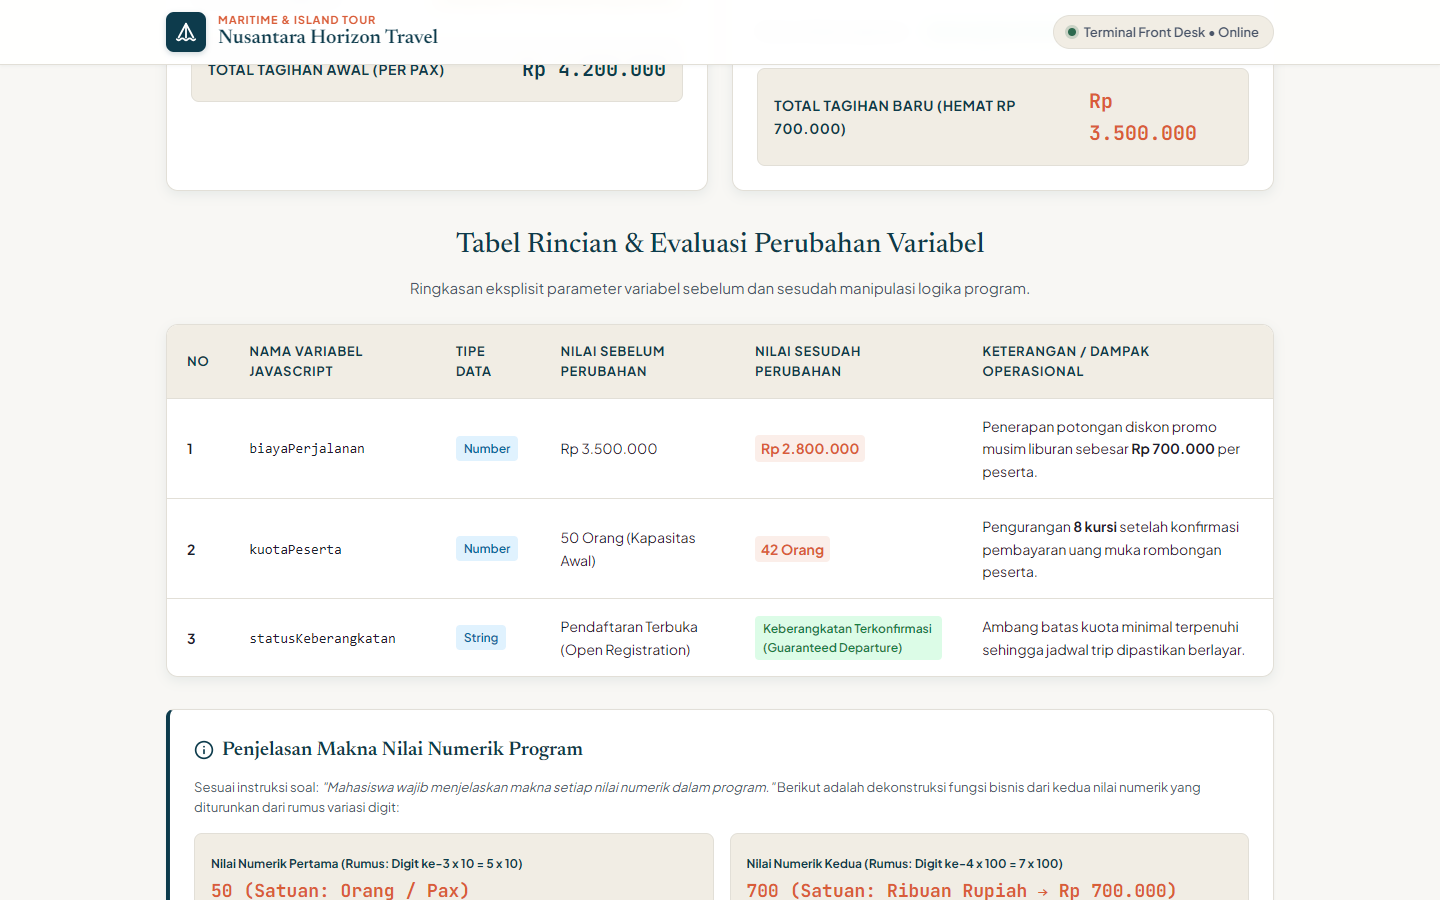 MARITIME & ISLAND TOUR
Nusantara Horizon Travel
Terminal Front Desk • Online
TOTAL TAGIHAN AWAL (PER PAX)
Rp 4.200.000
TOTAL TAGIHAN BARU (HEMAT RP
700.000)
Rp
3.500.000
Tabel Rincian & Evaluasi Perubahan Variabel
Ringkasan eksplisit parameter variabel sebelum dan sesudah manipulasi logika program.
NO
NAMA VARIABEL
JAVASCRIPT
TIPE
DATA
NILAI SEBELUM
PERUBAHAN
NILAI SESUDAH
PERUBAHAN
KETERANGAN / DAMPAK
OPERASIONAL
1
biayaPerjalanan
Number
Rp 3.500.000
Rp 2.800.000
Penerapan potongan diskon promo
musim liburan sebesar Rp 700.000 per
peserta.
2
kuotaPeserta
Number
50 Orang (Kapasitas
Awal)
42 Orang
Pengurangan 8 kursi setelah konfirmasi
pembayaran uang muka rombongan
peserta.
3
statusKeberangkatan
String
Pendaftaran Terbuka
(Open Registration)
Keberangkatan Terkonfirmasi
(Guaranteed Departure)
Ambang batas kuota minimal terpenuhi
sehingga jadwal trip dipastikan berlayar.
Penjelasan Makna Nilai Numerik Program
Sesuai instruksi soal: "Mahasiswa wajib menjelaskan makna setiap nilai numerik dalam program." Berikut adalah dekonstruksi fungsi bisnis dari kedua nilai numerik yang
diturunkan dari rumus variasi digit:
Nilai Numerik Pertama (Rumus: Digit ke-3 x 10 = 5 x 10)
50 (Satuan: Orang / Pax)
Nilai Numerik Kedua (Rumus: Digit ke-4 x 100 = 7 x 100)
700 (Satuan: Ribuan Rupiah → Rp 700.000)